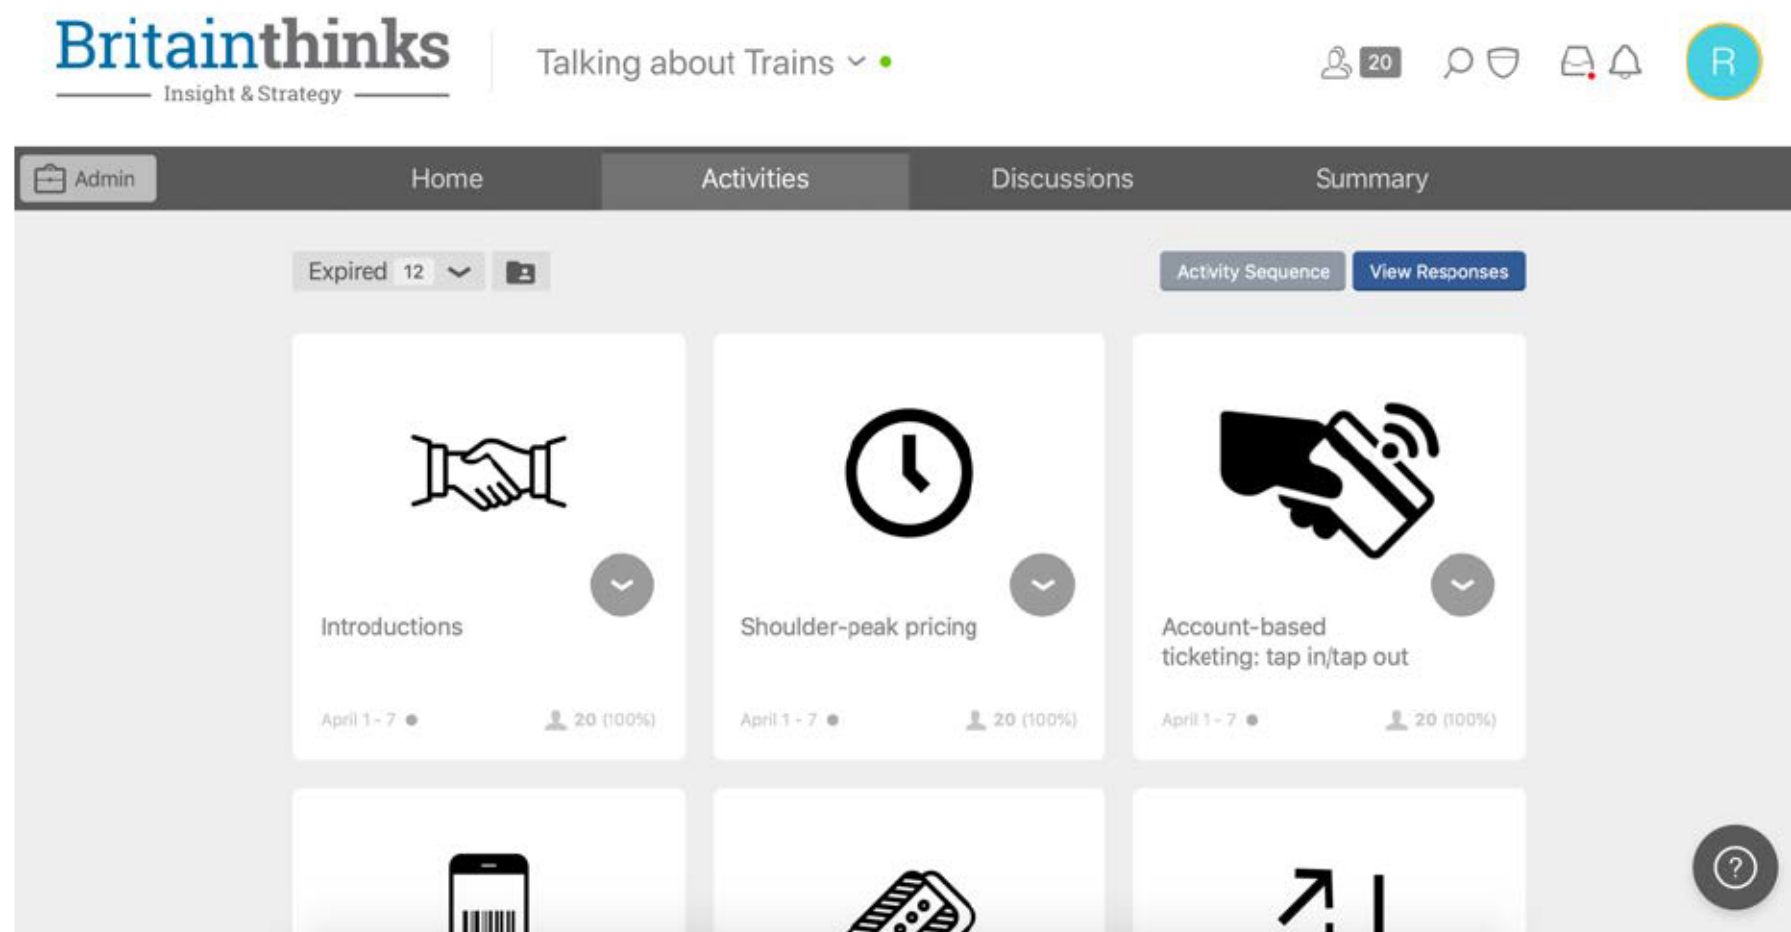 Britainthinks
Insight & Strategy
Talking about Trains
20
R
Admin
Home
Activities
Discussions
Summary
Expired 12
Activity Sequence
View Responses
Introductions
April 1 - 7
20 (100%)
Shoulder-peak pricing
April 1 - 7
20 (100%)
Account-based
ticketing: tap in/tap out
April 1 - 7
20 (100%)
?